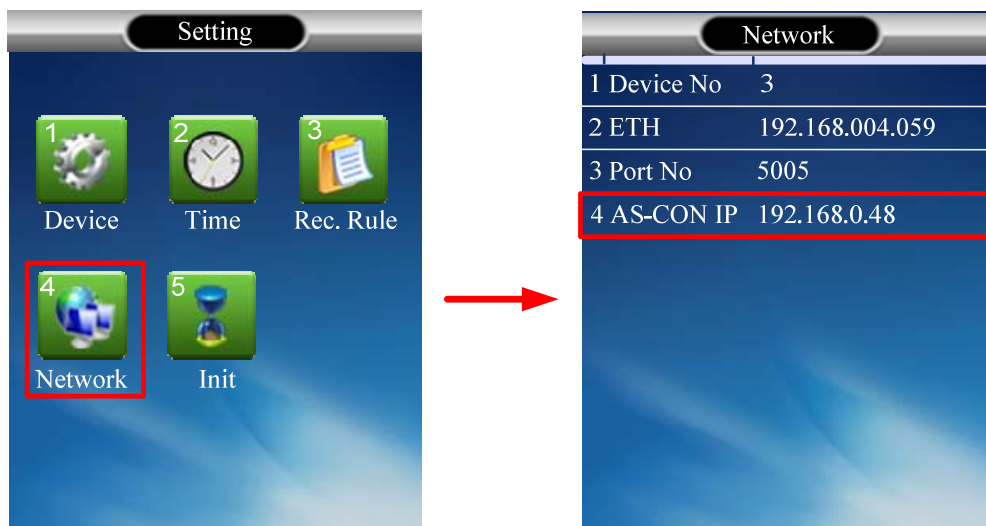 Setting
1
2
3
Device
Time
Rec. Rule
4
5
Network
Init
Network
1 Device No 3
2 ETH 192.168.004.059
3 Port No 5005
4 AS-CON IP 192.168.0.48